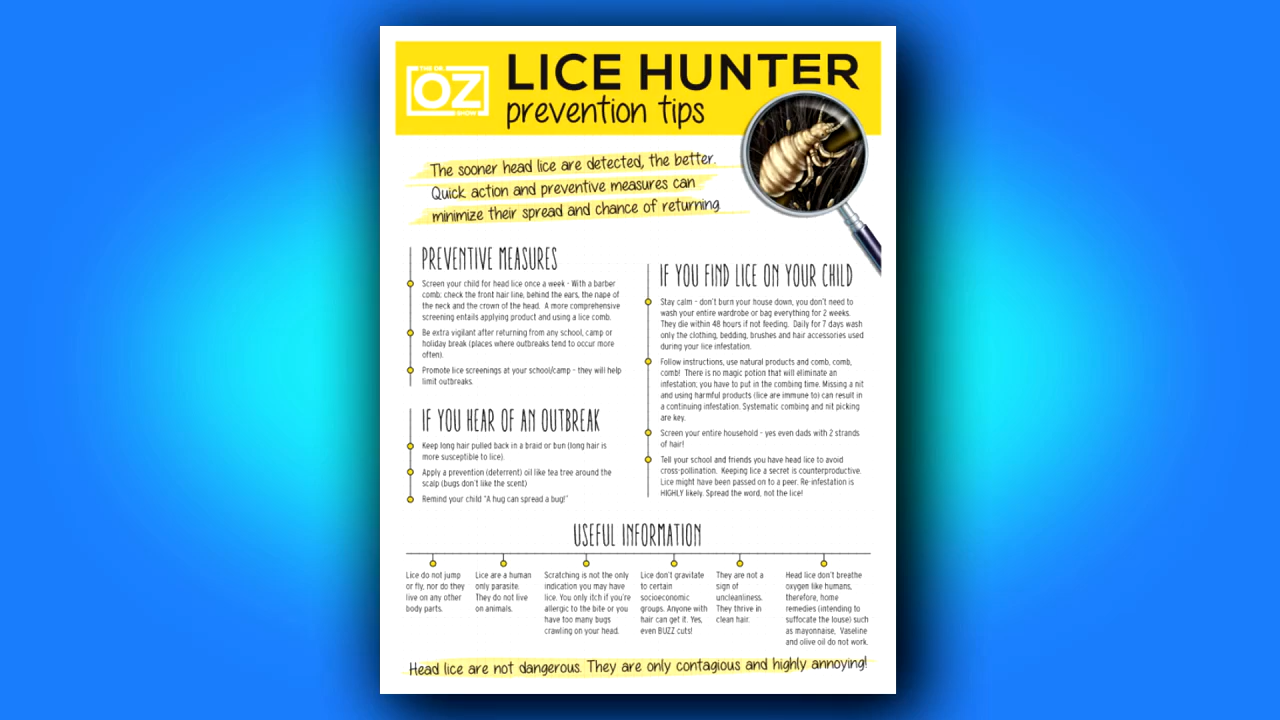 THE DR.
OZ
SHOW
LICE HUNTER
prevention tips
The sooner head lice are detected, the better.
Quick action and preventive measures can
minimize their spread and chance of returning
PREVENTIVE MEASURES
Screen your child for head lice once a week - With a barber
comb; check the front hair line, behind the ears, the nape of
the neck and the crown of the head. A more comprehensive
screening entails applying product and using a lice comb.
Be extra vigilant after returning from any school, camp or
holiday break (places where outbreaks tend to occur more
often).
Promote lice screenings at your school/camp - they will help
limit outbreaks.
IF YOU HEAR OF AN OUTBREAK
Keep long hair pulled back in a braid or bun (long hair is
more susceptible to lice).
Apply a prevention (deterrent) oil like tea tree around the
scalp (bugs don't like the scent)
Remind your child "A hug can spread a bug!"
IF YOU FIND LICE ON YOUR CHILD
Stay calm - don't burn your house down, you don't need to
wash your entire wardrobe or bag everything for 2 weeks.
They die within 48 hours if not feeding. Daily for 7 days wash
only the clothing, bedding, brushes and hair accessories used
during your lice infestation.
Follow instructions, use natural products and comb, comb,
comb! There is no magic potion that will eliminate an
infestation; you have to put in the combing time. Missing a nit
and using harmful products (lice are immune to) can result in
a continuing infestation. Systematic combing and nit picking
are key.
Screen your entire household - yes even dads with 2 strands
of hair!
Tell your school and friends you have head lice to avoid
cross-pollination. Keeping lice a secret is counterproductive.
Lice might have been passed on to a peer. Re-infestation is
HIGHLY likely. Spread the word, not the lice!
USEFUL INFORMATION
Lice do not jump
or fly, nor do they
live on any other
body parts.
Lice are a human
only parasite.
They do not live
on animals.
Scratching is not the only
indication you may have
lice. You only itch if you're
allergic to the bite or you
have too many bugs
crawling on your head.
Lice don't gravitate
to certain
socioeconomic
groups. Anyone with
hair can get it. Yes,
even BUZZ cuts!
They are not a
sign of
uncleanliness.
They thrive in
clean hair.
Head lice don't breathe
oxygen like humans,
therefore, home
remedies (intending to
suffocate the louse) such
as mayonnaise, Vaseline
and olive oil do not work.
Head lice are not dangerous. They are only contagious and highly annoying!